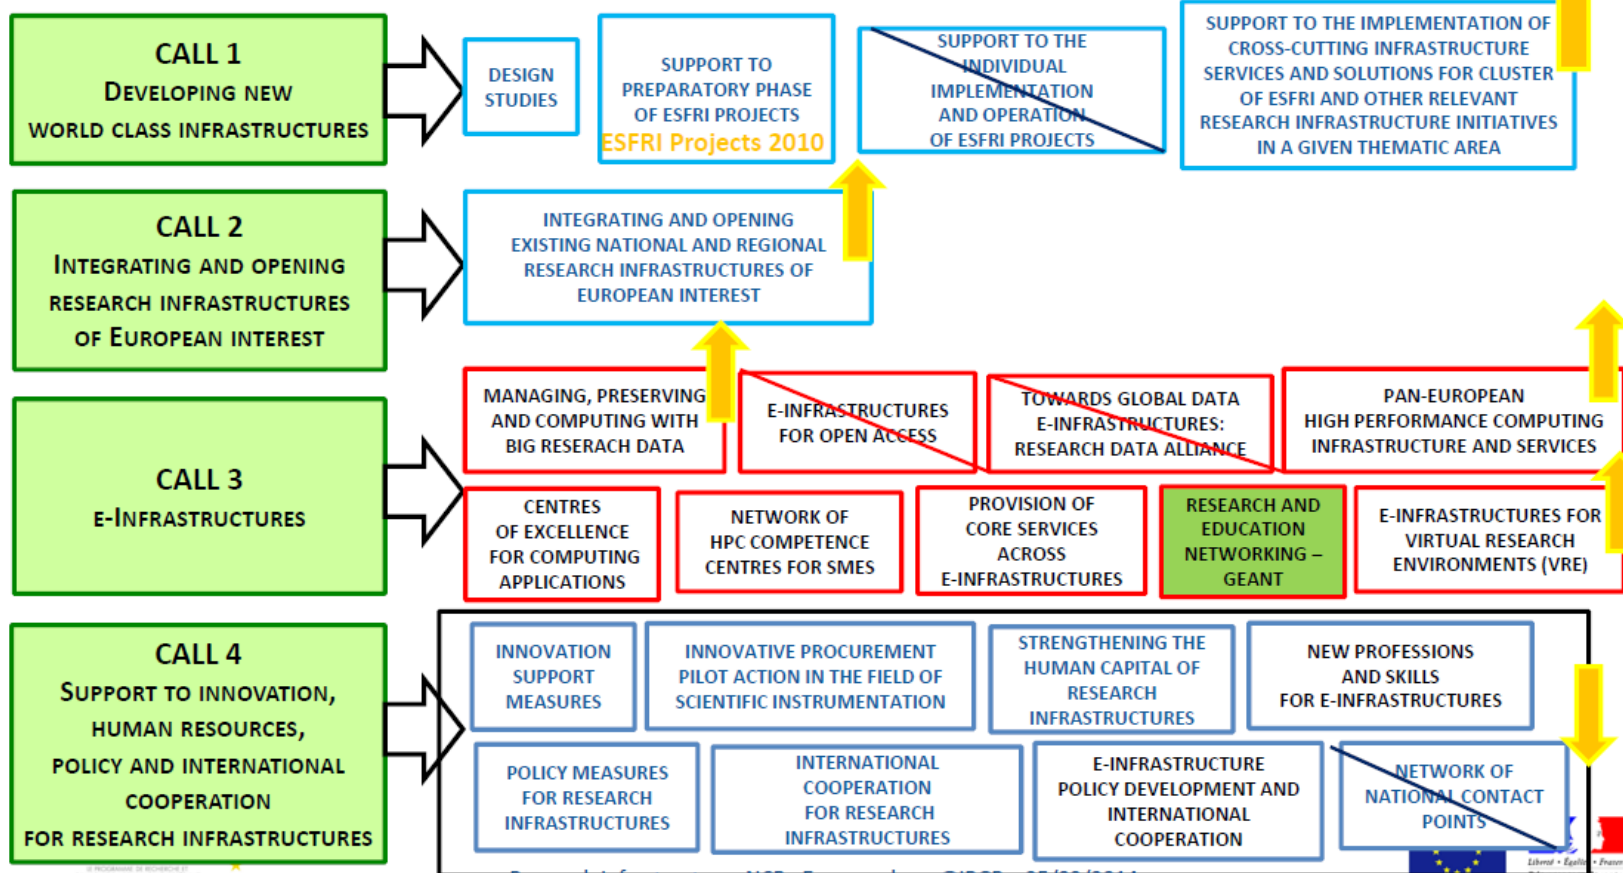 CALL 1
DEVELOPING NEW
WORLD CLASS INFRASTRUCTURES
DESIGN
STUDIES
SUPPORT TO
PREPARATORY PHASE
OF ESFRI PROJECTS
ESFRI Projects 2010
SUPPORT TO THE
INDIVIDUAL
IMPLEMENTATION
AND OPERATION
OF ESFRI PROJECTS
SUPPORT TO THE IMPLEMENTATION OF
CROSS-CUTTING INFRASTRUCTURE
SERVICES AND SOLUTIONS FOR CLUSTER
OF ESFRI AND OTHER RELEVANT
RESEARCH INFRASTRUCTURE INITIATIVES
IN A GIVEN THEMATIC AREA
CALL 2
INTEGRATING AND OPENING
RESEARCH INFRASTRUCTURES
OF EUROPEAN INTEREST
INTEGRATING AND OPENING
EXISTING NATIONAL AND REGIONAL
RESEARCH INFRASTRUCTURES OF
EUROPEAN INTEREST
CALL 3
E-INFRASTRUCTURES
MANAGING, PRESERVING
AND COMPUTING WITH
BIG RESERACH DATA
E-INFRASTRUCTURES
FOR OPEN ACCESS
TOWARDS GLOBAL DATA
E-INFRASTRUCTURES:
RESEARCH DATA ALLIANCE
PAN-EUROPEAN
HIGH PERFORMANCE COMPUTING
INFRASTRUCTURE AND SERVICES
CENTRES
OF EXCELLENCE
FOR COMPUTING
APPLICATIONS
NETWORK OF
HPC COMPETENCE
CENTRES FOR SMES
PROVISION OF
CORE SERVICES
ACROSS
E-INFRASTRUCTURES
RESEARCH AND
EDUCATION
NETWORKING –
GEANT
E-INFRASTRUCTURES FOR
VIRTUAL RESEARCH
ENVIRONMENTS (VRE)
CALL 4
SUPPORT TO INNOVATION,
HUMAN RESOURCES,
POLICY AND INTERNATIONAL
COOPERATION
FOR RESEARCH INFRASTRUCTURES
INNOVATION
SUPPORT
MEASURES
INNOVATIVE PROCUREMENT
PILOT ACTION IN THE FIELD OF
SCIENTIFIC INSTRUMENTATION
STRENGTHENING THE
HUMAN CAPITAL OF
RESEARCH
INFRASTRUCTURES
NEW PROFESSIONS
AND SKILLS
FOR E-INFRASTRUCTURES
POLICY MEASURES
FOR RESEARCH
INFRASTRUCTURES
INTERNATIONAL
COOPERATION
FOR RESEARCH
INFRASTRUCTURES
E-INFRASTRUCTURE
POLICY DEVELOPMENT AND
INTERNATIONAL
COOPERATION
NETWORK OF
NATIONAL CONTACT
POINTS
LE PROGRAMME DE RECHERCHE ET
Liberté • Égalité • Fraternité